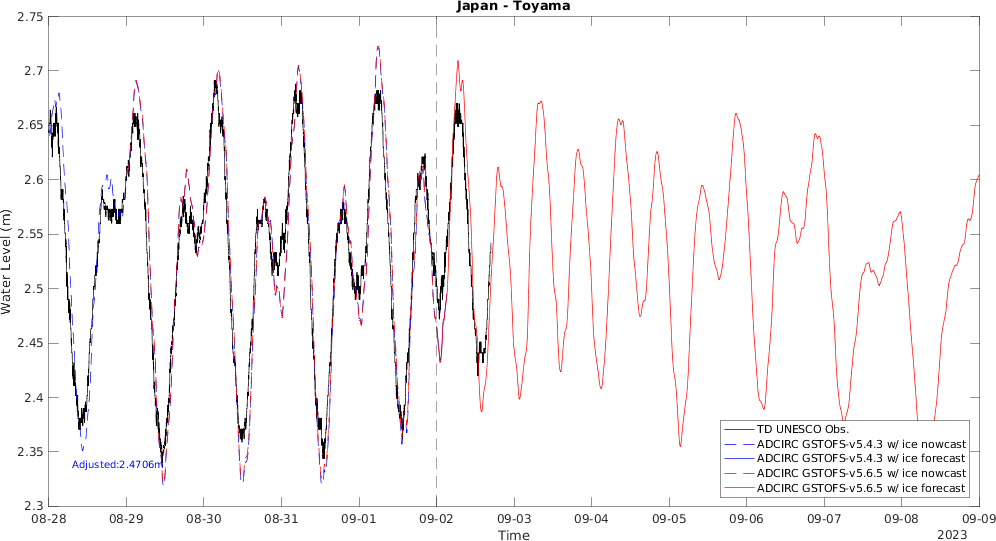 Japan - Toyama
2.75
2.7
2.65
2.6
2.55
2.5
2.45
2.4
2.35
2.3
Water Level (m)
Adjusted:2.4706m
TD UNESCO Obs.
ADCIRC GSTOFS-v5.4.3 w/ ice nowcast
ADCIRC GSTOFS-v5.4.3 w/ ice forecast
ADCIRC GSTOFS-v5.6.5 w/ ice nowcast
ADCIRC GSTOFS-v5.6.5 w/ ice forecast
08-28 08-29 08-30 08-31 09-01 09-02 09-03 09-04 09-05 09-06 09-07 09-08 09-09
Time
2023